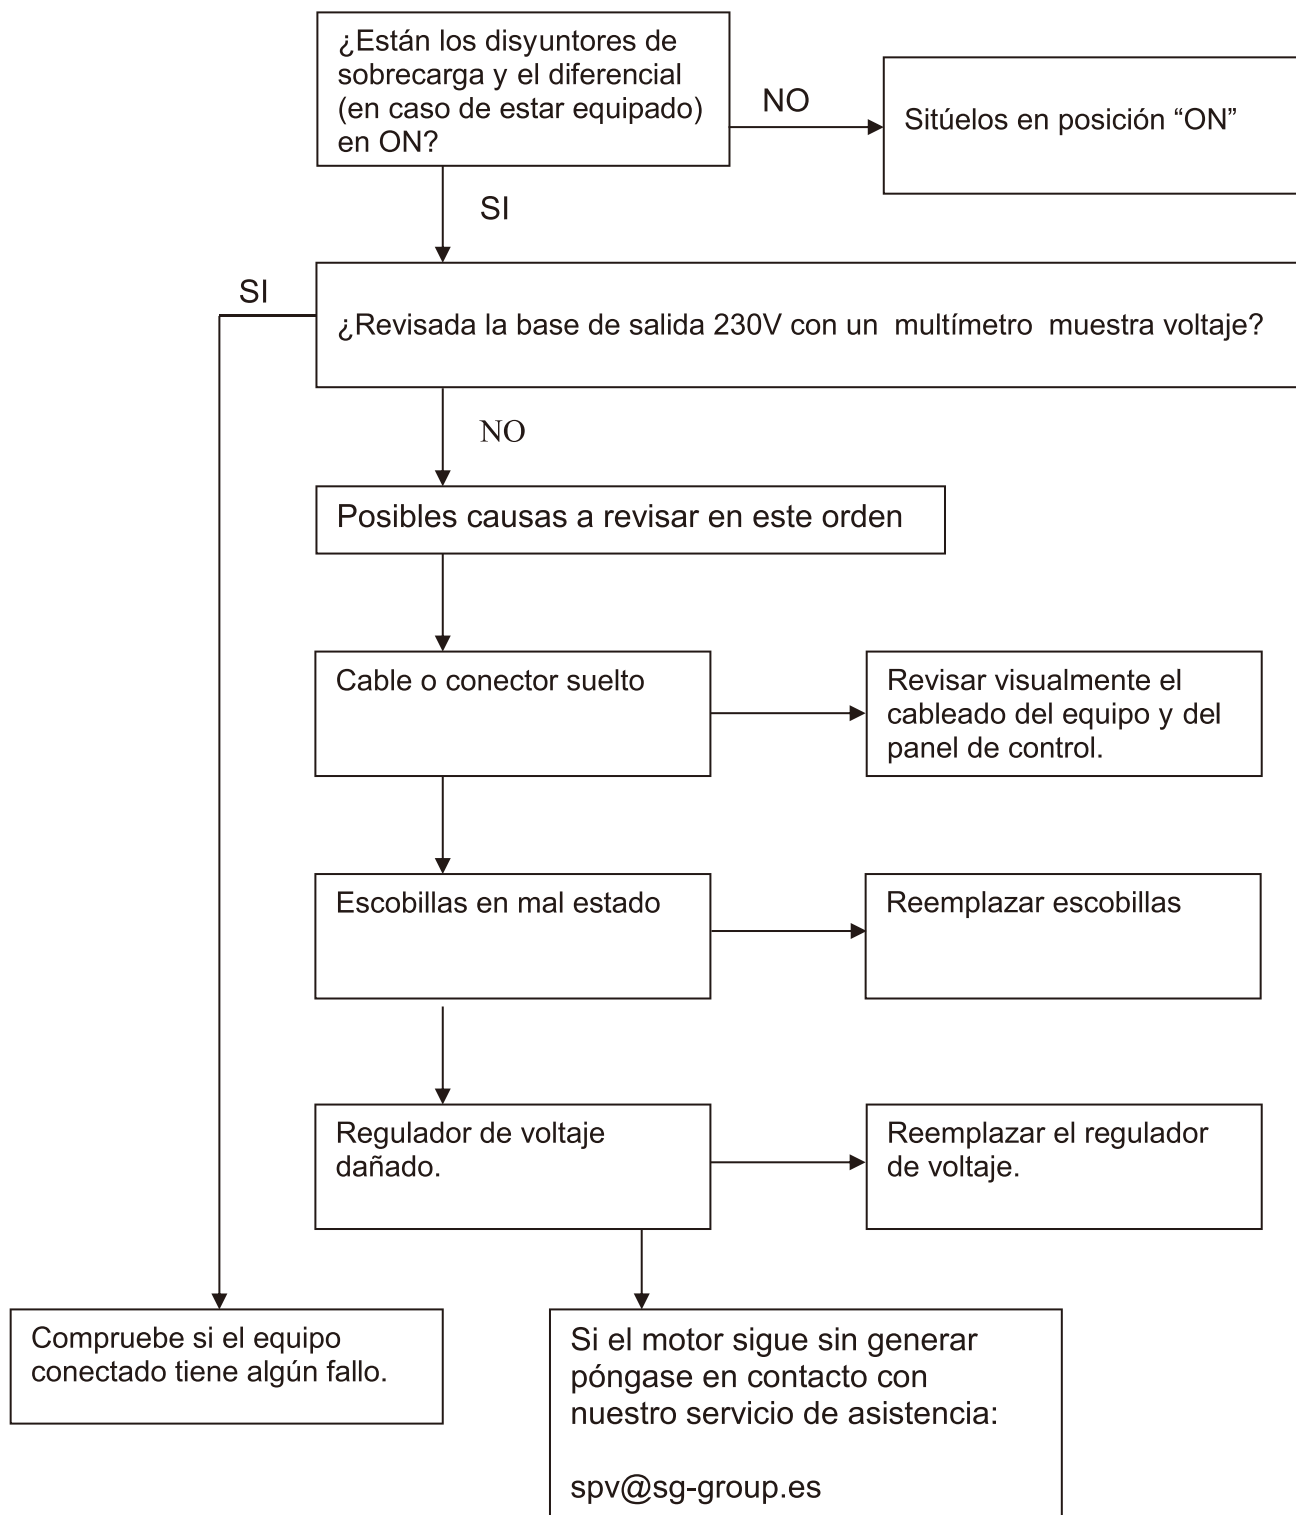 ¿Están los disyuntores de
sobrecarga y el diferencial
(en caso de estar equipado)
en ON?
NO
Sitúelos en posición “ON”
SI
SI
¿Revisada la base de salida 230V con un multímetro muestra voltaje?
NO
Posibles causas a revisar en este orden
Cable o conector suelto
Revisar visualmente el
cableado del equipo y del
panel de control.
Escobillas en mal estado
Reemplazar escobillas
Regulador de voltaje
dañado.
Reemplazar el regulador
de voltaje.
Compruebe si el equipo
conectado tiene algún fallo.
Si el motor sigue sin generar
póngase en contacto con
nuestro servicio de asistencia:
spv@sg-group.es